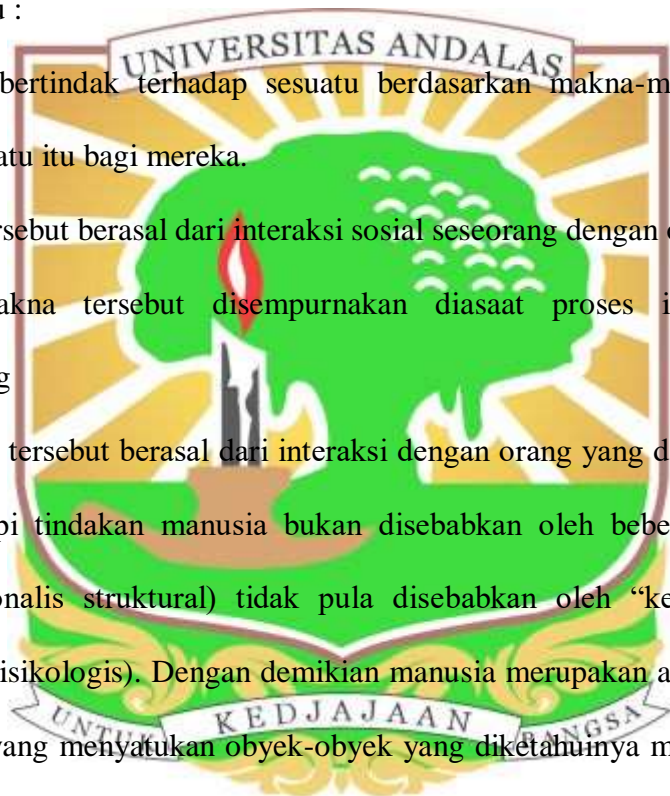 u :
UNIVERSITAS ANDALAS
bertindak terhadap sesuatu berdasarkan makna-m
atu itu bagi mereka.
rsebut berasal dari interaksi sosial seseorang dengan
akna tersebut disempurnakan diasaat proses i
g
tersebut berasal dari interaksi dengan orang yang d
pi tindakan manusia bukan disebabkan oleh bebe
onalis struktural) tidak pula disebabkan oleh “ke
isikologis). Dengan demikian manusia merupakan a
yang menyatukan obyek-obyek yang diketahuinya m
UNTUK KEDJAJAAN BANGSA